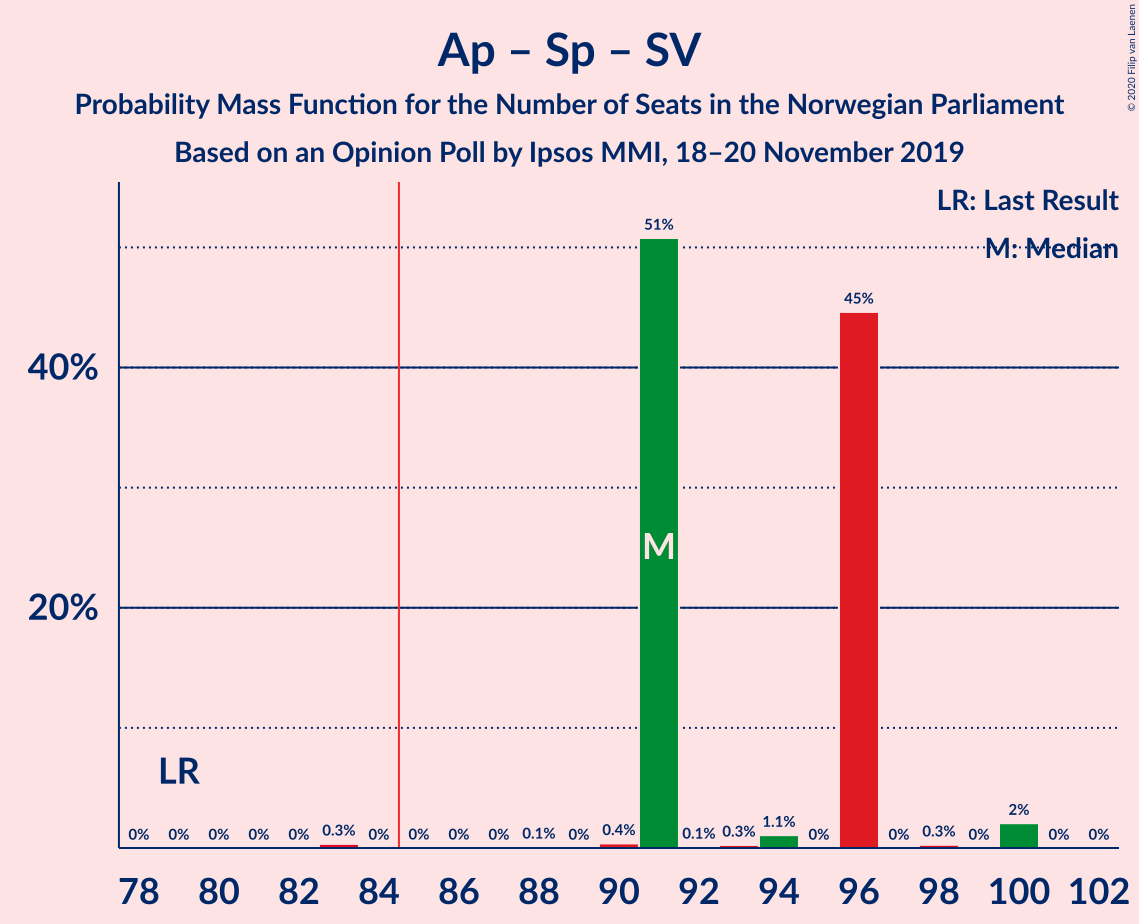 Ap – Sp – SV
Probability Mass Function for the Number of Seats in the Norwegian Parliament
Based on an Opinion Poll by Ipsos MMI, 18–20 November 2019
© 2020 Filip van Laenen
LR: Last Result
M: Median
40%
20%
51%
45%
M
LR
0% 0% 0% 0% 0% 0.3% 0% 0% 0% 0% 0.1% 0% 0.4% 0.1% 0.3% 1.1% 0% 0% 0.3% 0% 2% 0% 0%
78 80 82 84 86 88 90 92 94 96 98 100 102